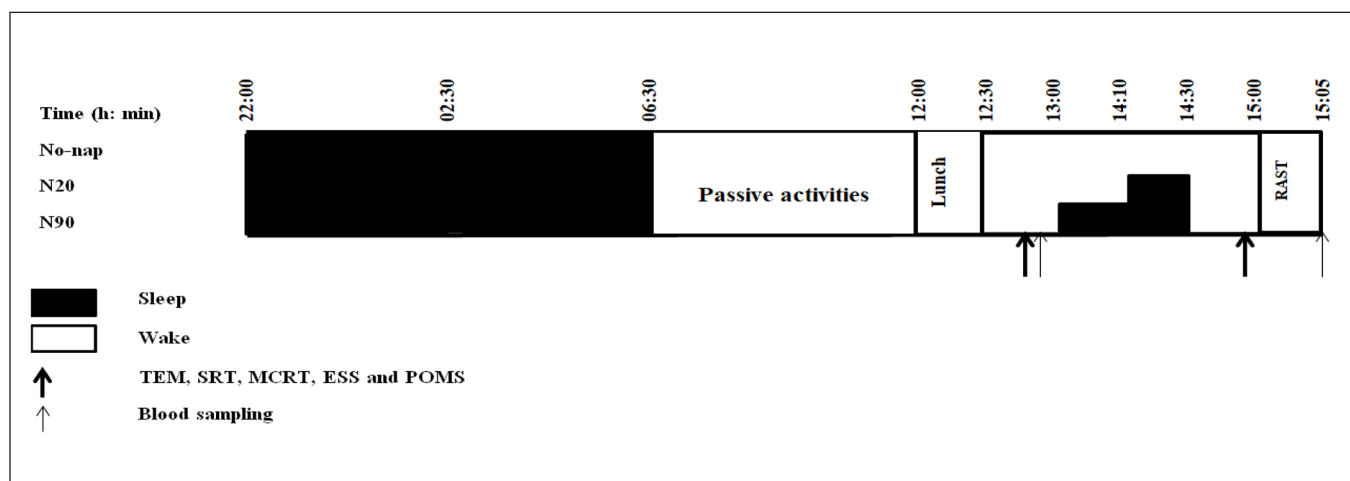 Time (h: min) 22:00 02:30 06:30 12:00 12:30 13:00 14:10 14:30 15:00 15:05
No-nap
N20
N90
Passive activities
Lunch
RAST
Sleep
Wake
TEM, SRT, MCRT, ESS and POMS
Blood sampling